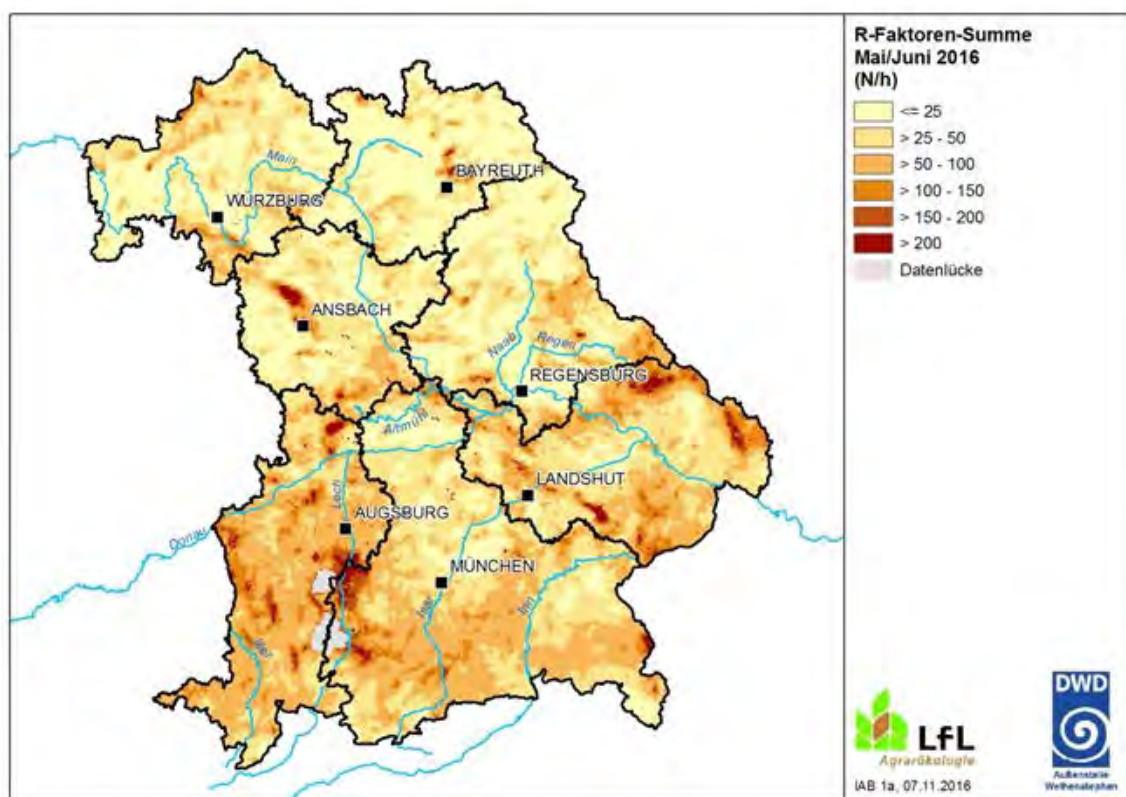 R-Faktoren-Summe
Mai/Juni 2016
(N/h)
<= 25
> 25 - 50
> 50 - 100
> 100 - 150
> 150 - 200
> 200
Datenlücke
Main
BAYREUTH
WÜRZBURG
ANSBACH
Naab
Regen
REGENSBURG
Altmühl
LANDSHUT
Lech
AUGSBURG
Donau
MÜNCHEN
Isar
Inn
Iller
DWD
LfL
Agrarökologie
Außenstelle
Weihenstephan
IAB 1a, 07.11.2016